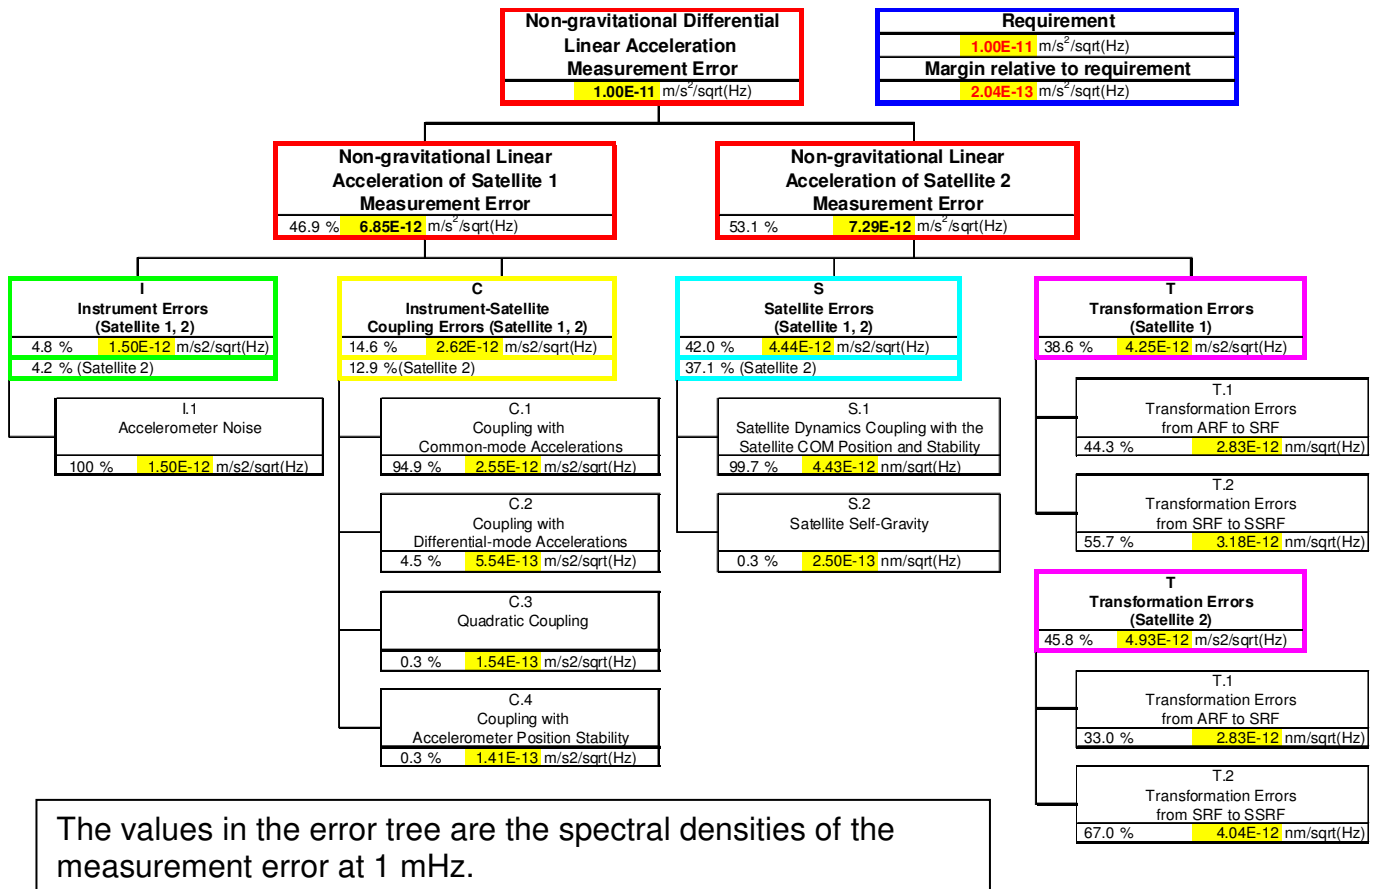 Non-gravitational Differential
Linear Acceleration
Measurement Error
1.00E-11 m/s²/sqrt(Hz)
Requirement
1.00E-11 m/s²/sqrt(Hz)
Margin relative to requirement
2.04E-13 m/s²/sqrt(Hz)
Non-gravitational Linear
Acceleration of Satellite 1
Measurement Error
46.9 % 6.85E-12 m/s²/sqrt(Hz)
Non-gravitational Linear
Acceleration of Satellite 2
Measurement Error
53.1 % 7.29E-12 m/s²/sqrt(Hz)
I
Instrument Errors
(Satellite 1, 2)
4.8 % 1.50E-12 m/s2/sqrt(Hz)
4.2 % (Satellite 2)
I.1
Accelerometer Noise
100 % 1.50E-12 m/s2/sqrt(Hz)
C
Instrument-Satellite
Coupling Errors (Satellite 1, 2)
14.6 % 2.62E-12 m/s2/sqrt(Hz)
12.9 %(Satellite 2)
C.1
Coupling with
Common-mode Accelerations
94.9 % 2.55E-12 m/s2/sqrt(Hz)
C.2
Coupling with
Differential-mode Accelerations
4.5 % 5.54E-13 m/s2/sqrt(Hz)
C.3
Quadratic Coupling
0.3 % 1.54E-13 m/s2/sqrt(Hz)
C.4
Coupling with
Accelerometer Position Stability
0.3 % 1.41E-13 m/s2/sqrt(Hz)
S
Satellite Errors
(Satellite 1, 2)
42.0 % 4.44E-12 m/s2/sqrt(Hz)
37.1 % (Satellite 2)
S.1
Satellite Dynamics Coupling with the
Satellite COM Position and Stability
99.7 % 4.43E-12 nm/sqrt(Hz)
S.2
Satellite Self-Gravity
0.3 % 2.50E-13 nm/sqrt(Hz)
T
Transformation Errors
(Satellite 1)
38.6 % 4.25E-12 m/s2/sqrt(Hz)
T.1
Transformation Errors
from ARF to SRF
44.3 % 2.83E-12 nm/sqrt(Hz)
T.2
Transformation Errors
from SRF to SSRF
55.7 % 3.18E-12 nm/sqrt(Hz)
T
Transformation Errors
(Satellite 2)
45.8 % 4.93E-12 m/s2/sqrt(Hz)
T.1
Transformation Errors
from ARF to SRF
33.0 % 2.83E-12 nm/sqrt(Hz)
T.2
Transformation Errors
from SRF to SSRF
67.0 % 4.04E-12 nm/sqrt(Hz)
The values in the error tree are the spectral densities of the
measurement error at 1 mHz.